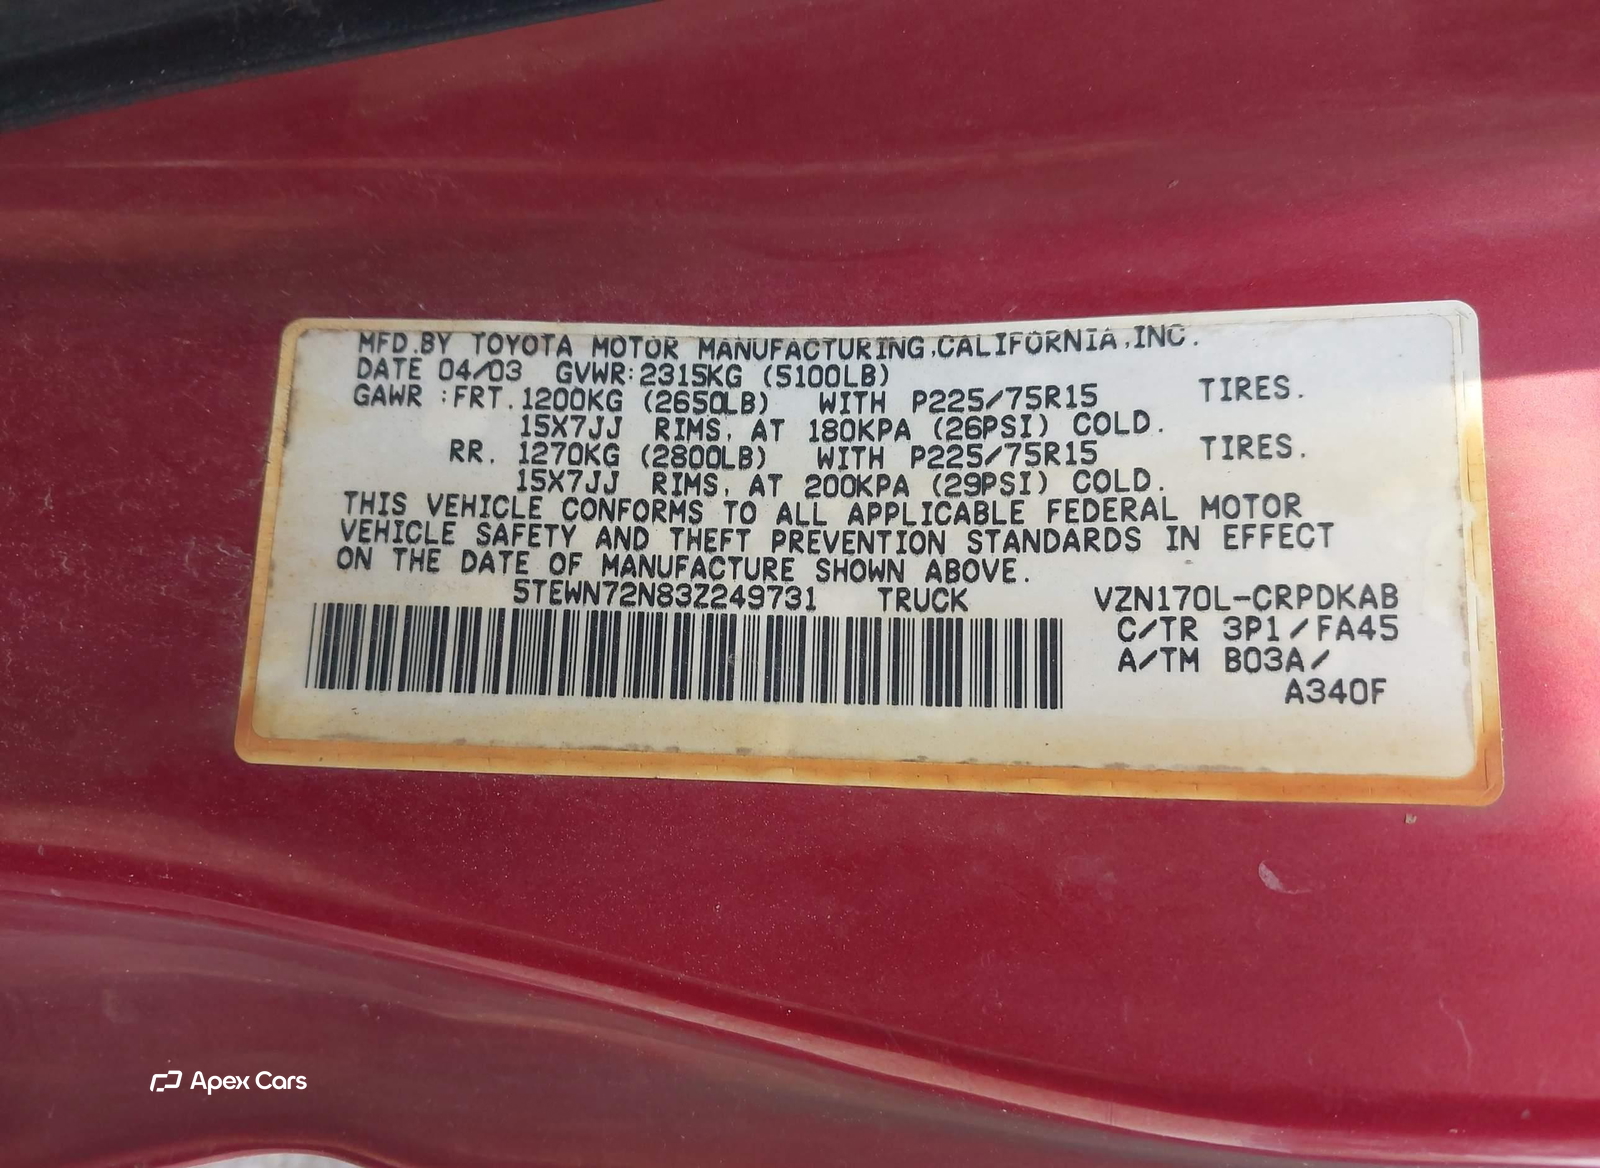 MFD.BY TOYOTA MOTOR MANUFACTURING,CALIFORNIA,INC.
DATE 04/03 GVWR:2315KG (5100LB)
GAWR :FRT.1200KG (2650LB) WITH P225/75R15 TIRES.
15X7JJ RIMS, AT 180KPA (26PSI) COLD.
RR. 1270KG (2800LB) WITH P225/75R15 TIRES.
15X7JJ RIMS, AT 200KPA (29PSI) COLD.
THIS VEHICLE CONFORMS TO ALL APPLICABLE FEDERAL MOTOR
VEHICLE SAFETY AND THEFT PREVENTION STANDARDS IN EFFECT
ON THE DATE OF MANUFACTURE SHOWN ABOVE.
5TEWN72N83Z249731 TRUCK VZN170L-CRPDKAB
C/TR 3P1/FA45
A/TM B03A/
A340F
Apex Cars